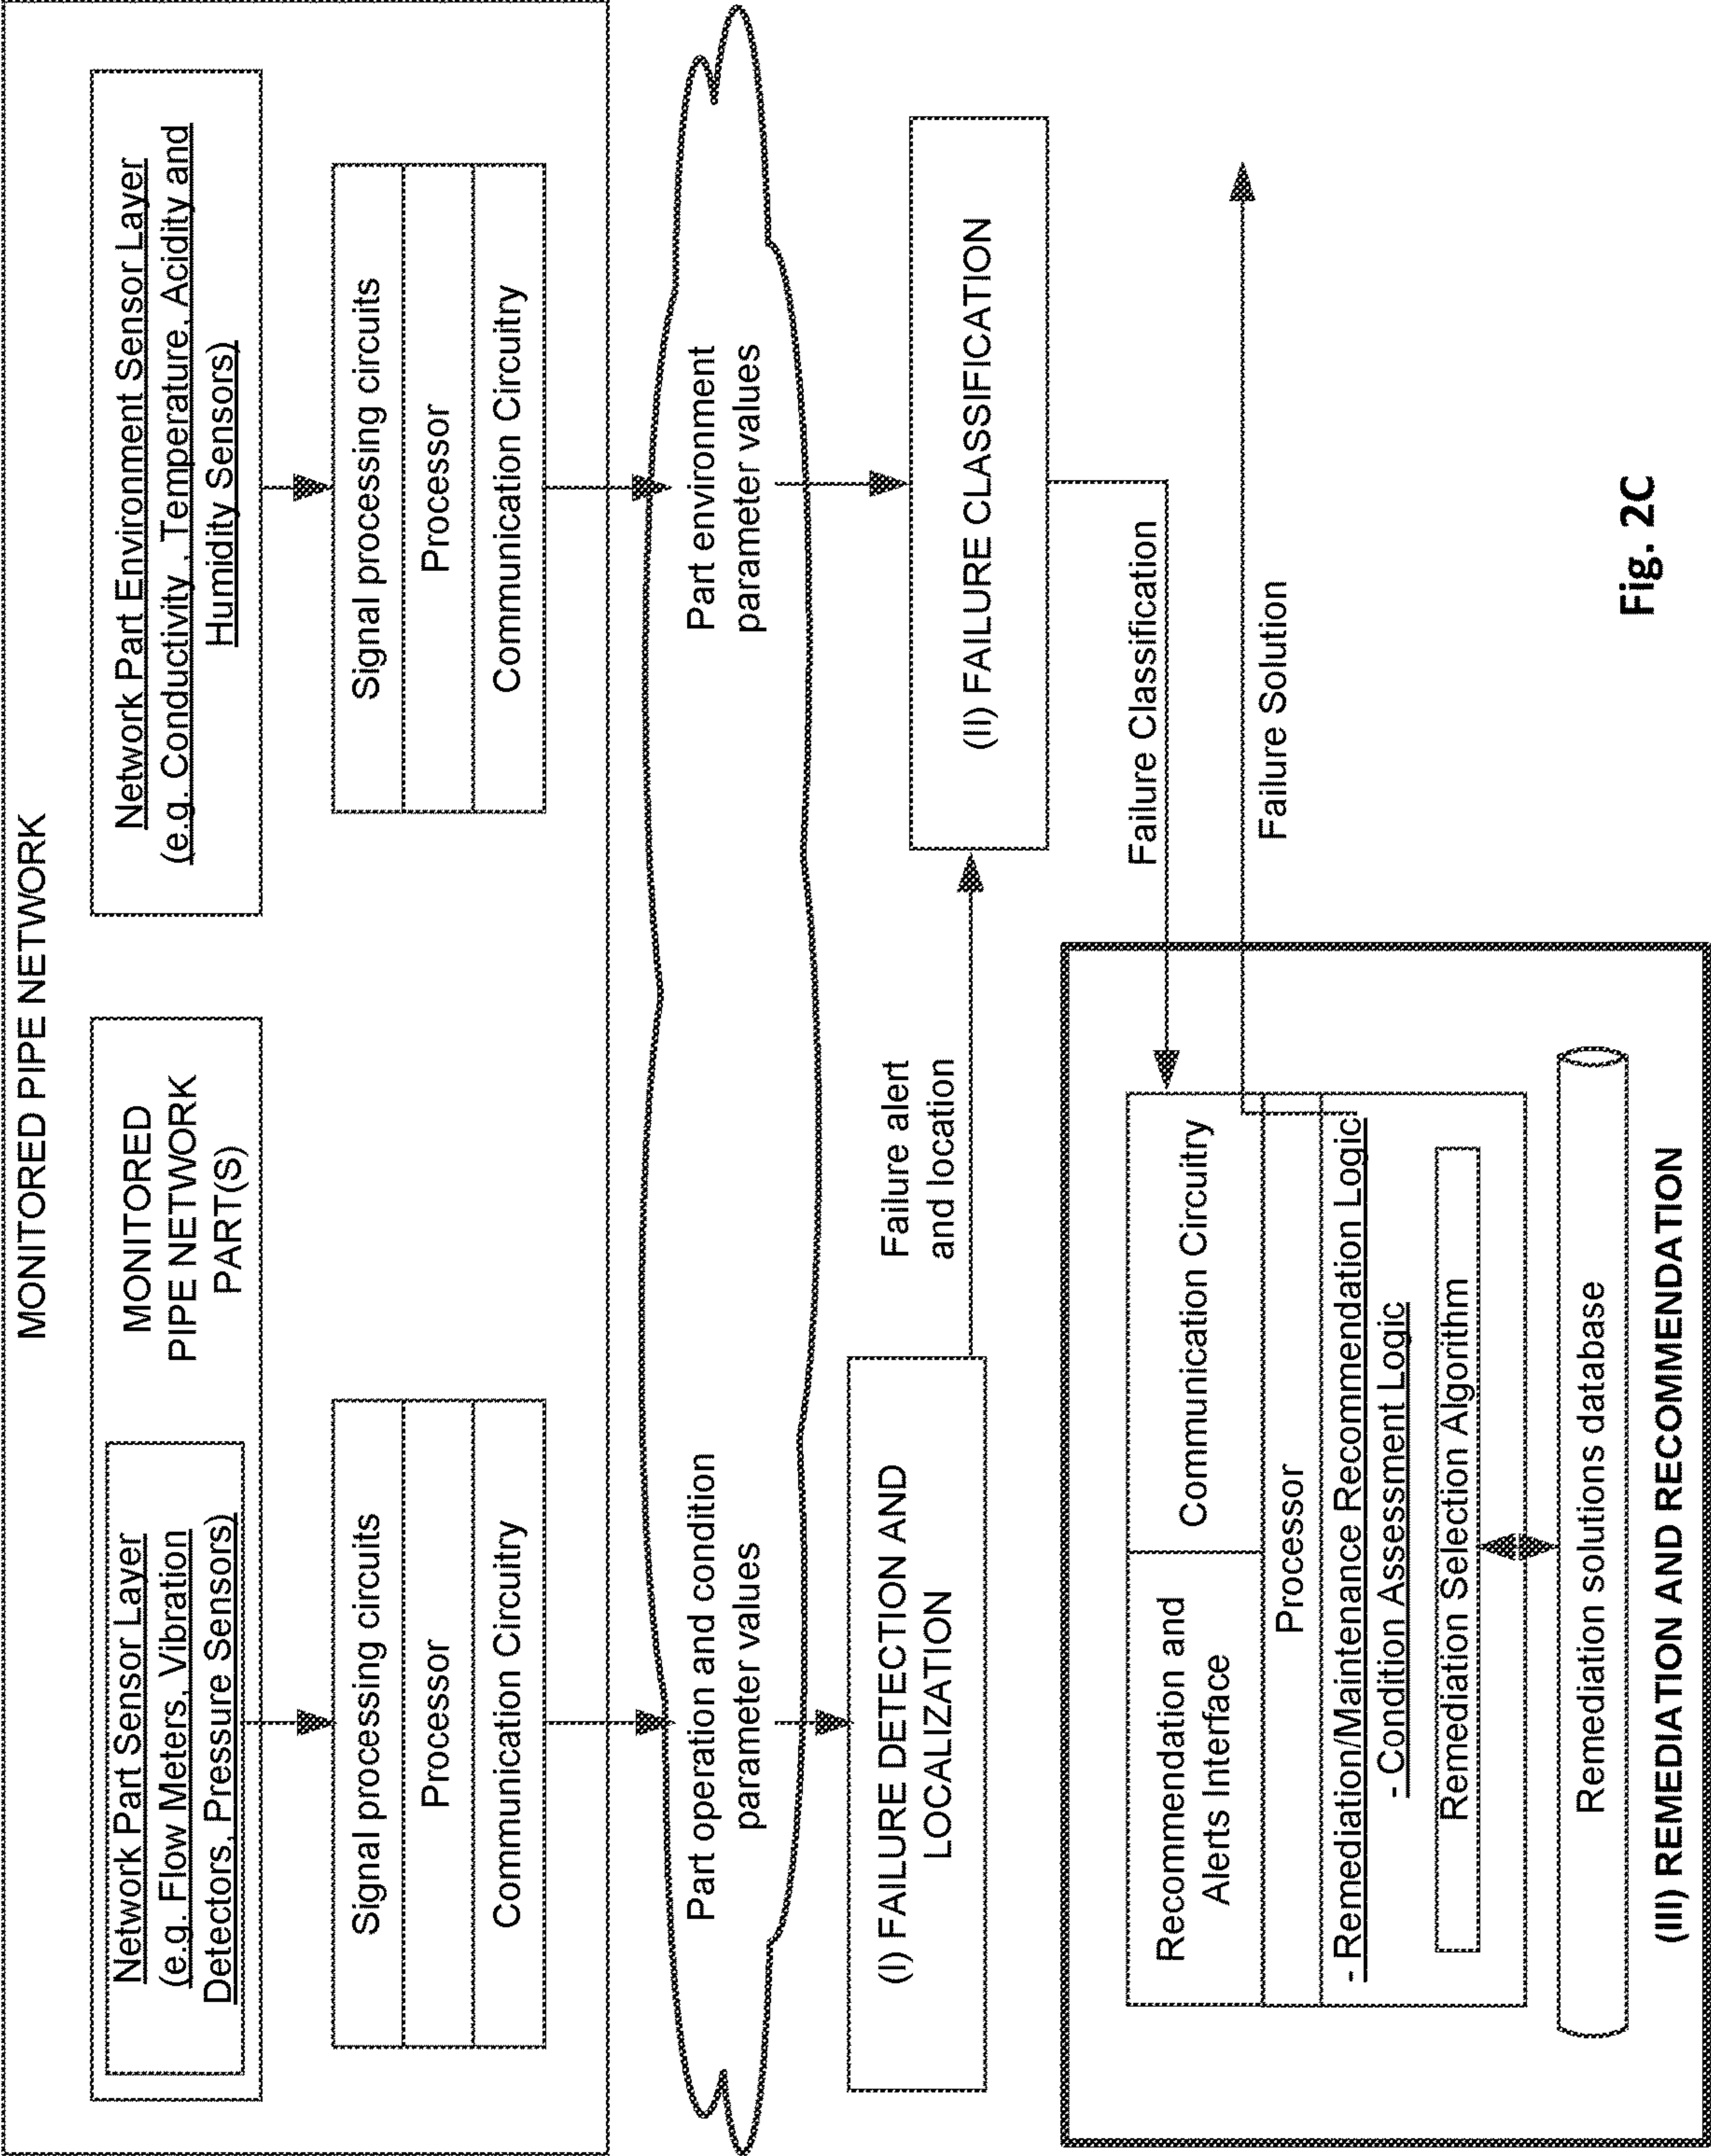 MONITORED PIPE NETWORK
Network Part Sensor Layer
(e.g. Flow Meters, Vibration
Detectors, Pressure Sensors)
MONITORED
PIPE NETWORK
PART(S)
Network Part Environment Sensor Layer
(e.g. Conductivity , Temperature, Acidity and
Humidity Sensors)
Signal processing circuits
Processor
Communication Circuitry
Signal processing circuits
Processor
Communication Circuitry
Part operation and condition
parameter values
Part environment
parameter values
(I) FAILURE DETECTION AND
LOCALIZATION
Failure alert
and location
(II) FAILURE CLASSIFICATION
Failure Classification
Failure Solution
Recommendation and
Alerts Interface
Communication Circuitry
Processor
- Remediation/Maintenance Recommendation Logic
- Condition Assessment Logic
Remediation Selection Algorithm
Remediation solutions database
(III) REMEDIATION AND RECOMMENDATION
Fig. 2C